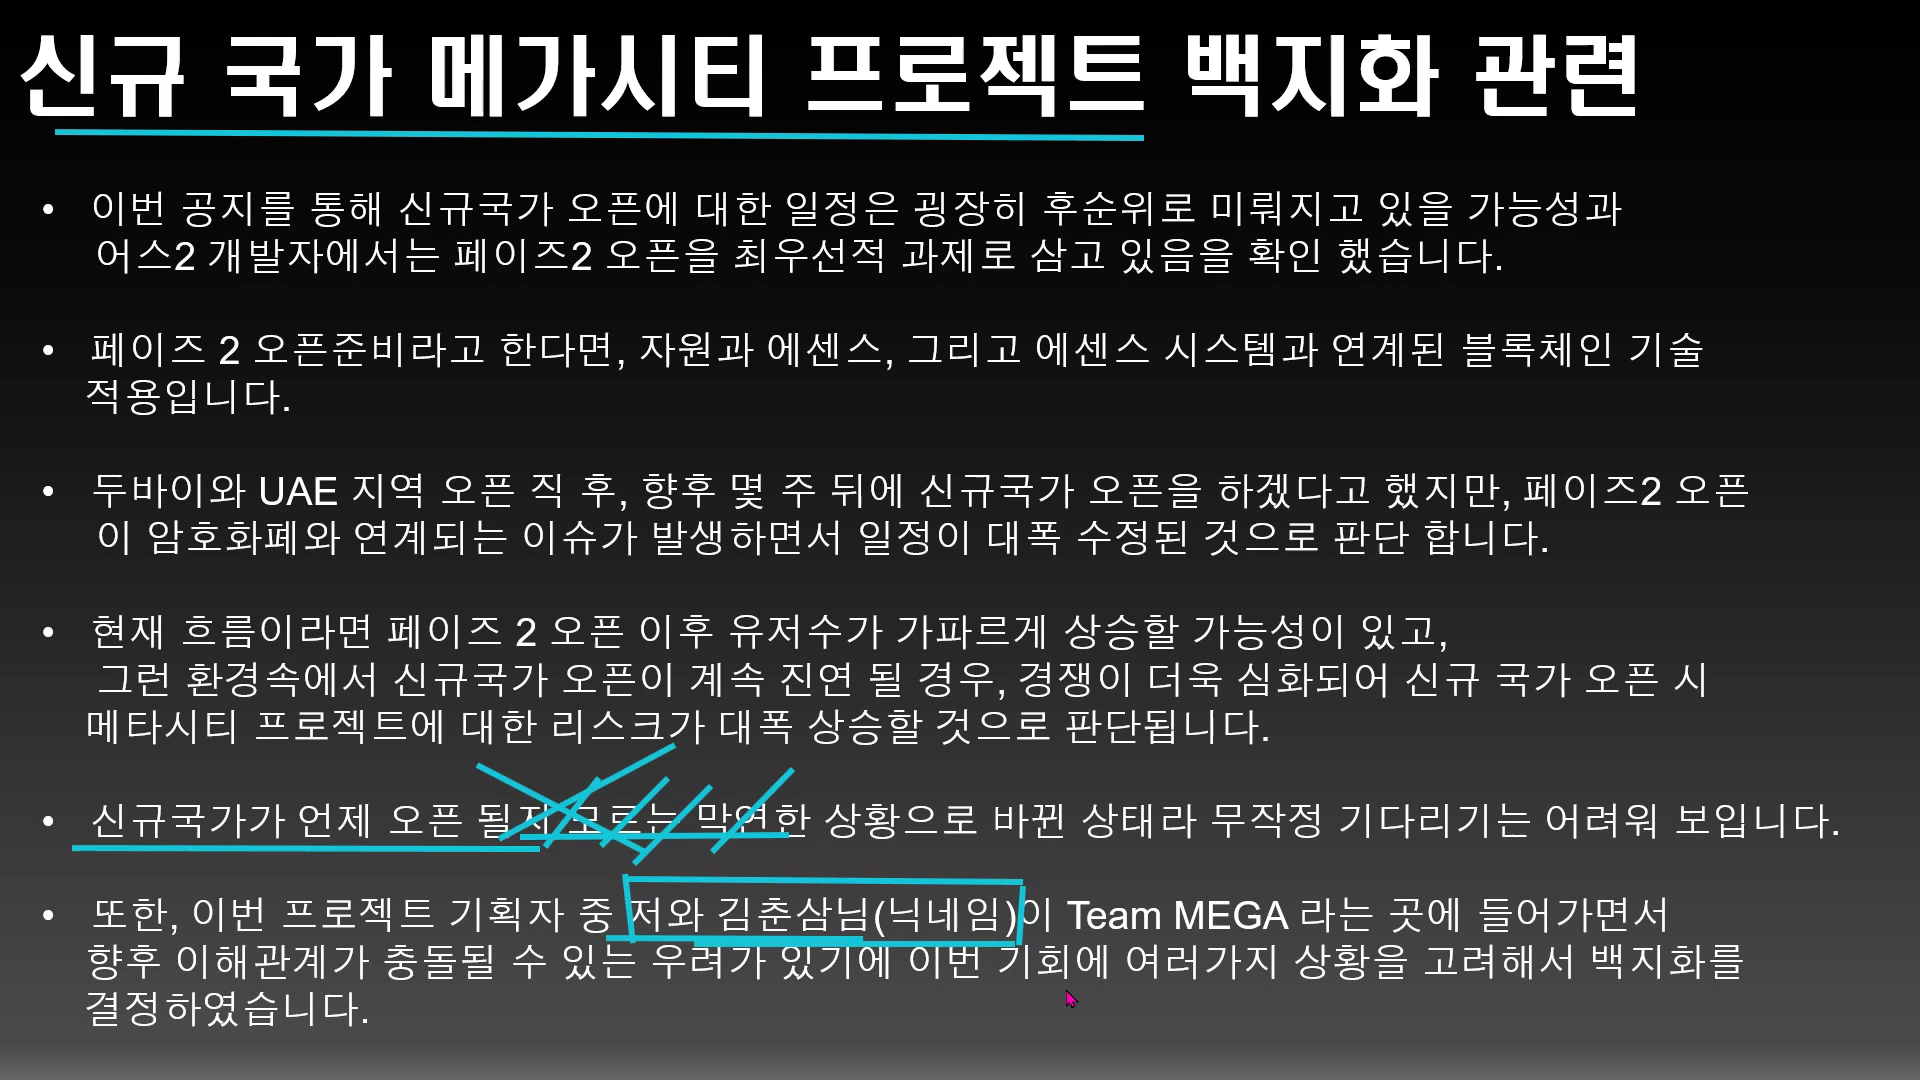 신규 국가 메가시티 프로젝트 백지화 관련
• 이번 공지를 통해 신규국가 오픈에 대한 일정은 굉장히 후순위로 미뤄지고 있을 가능성과
어스2 개발자에서는 페이즈2 오픈을 최우선적 과제로 삼고 있음을 확인 했습니다.
• 페이즈 2 오픈준비라고 한다면, 자원과 에센스, 그리고 에센스 시스템과 연계된 블록체인 기술
적용입니다.
• 두바이와 UAE 지역 오픈 직 후, 향후 몇 주 뒤에 신규국가 오픈을 하겠다고 했지만, 페이즈2 오픈
이 암호화폐와 연계되는 이슈가 발생하면서 일정이 대폭 수정된 것으로 판단 합니다.
• 현재 흐름이라면 페이즈 2 오픈 이후 유저수가 가파르게 상승할 가능성이 있고,
그런 환경속에서 신규국가 오픈이 계속 진연 될 경우, 경쟁이 더욱 심화되어 신규 국가 오픈 시
메타시티 프로젝트에 대한 리스크가 대폭 상승할 것으로 판단됩니다.
• 신규국가가 언제 오픈 될지 모르는 막연한 상황으로 바뀐 상태라 무작정 기다리기는 어려워 보입니다.
• 또한, 이번 프로젝트 기획자 중 저와 김춘삼님(닉네임)이 Team MEGA 라는 곳에 들어가면서
향후 이해관계가 충돌될 수 있는 우려가 있기에 이번 기회에 여러가지 상황을 고려해서 백지화를
결정하였습니다.